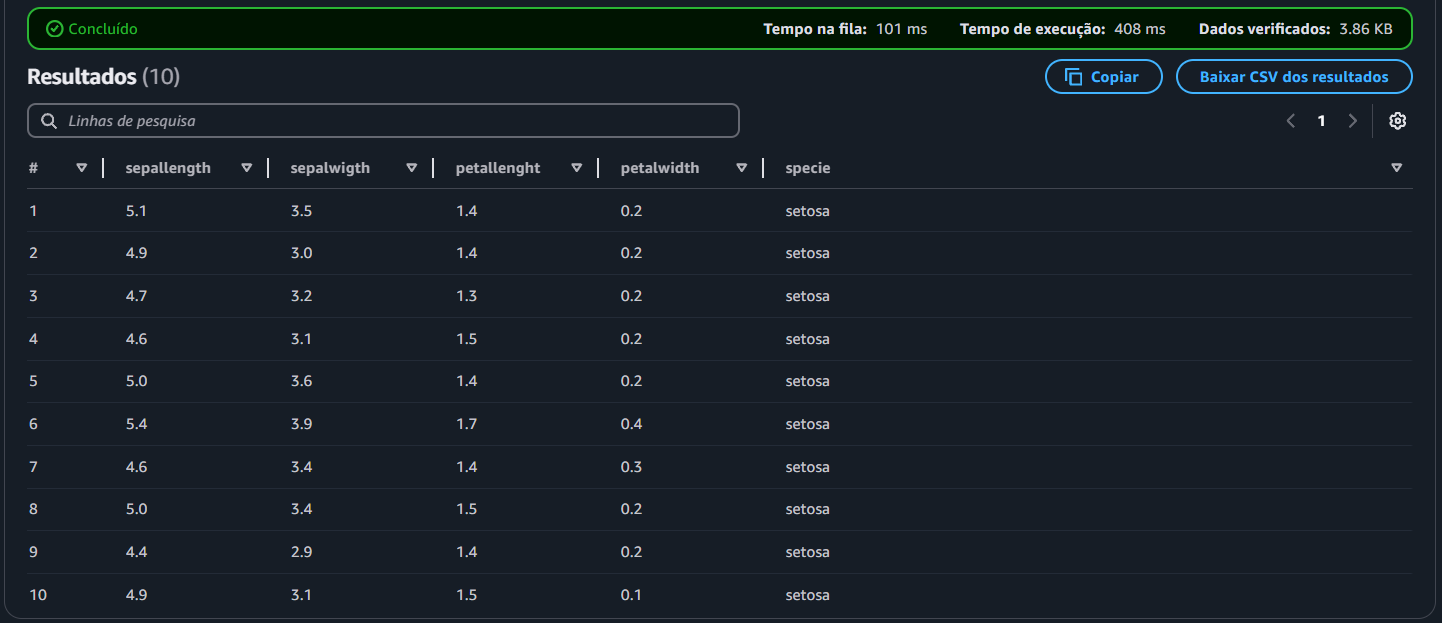 Concluído Tempo na fila: 101 ms Tempo de execução: 408 ms Dados verificados: 3.86 KB
Resultados (10) Copiar Baixar CSV dos resultados
Linhas de pesquisa 1
# sepallength sepalwigth petallenght petalwidth specie
1 5.1 3.5 1.4 0.2 setosa
2 4.9 3.0 1.4 0.2 setosa
3 4.7 3.2 1.3 0.2 setosa
4 4.6 3.1 1.5 0.2 setosa
5 5.0 3.6 1.4 0.2 setosa
6 5.4 3.9 1.7 0.4 setosa
7 4.6 3.4 1.4 0.3 setosa
8 5.0 3.4 1.5 0.2 setosa
9 4.4 2.9 1.4 0.2 setosa
10 4.9 3.1 1.5 0.1 setosa